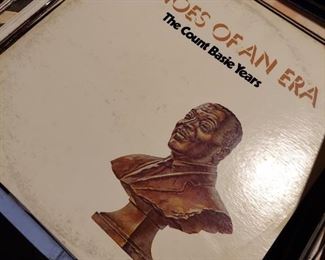 OES OF AN ERA
The Count Basie Years